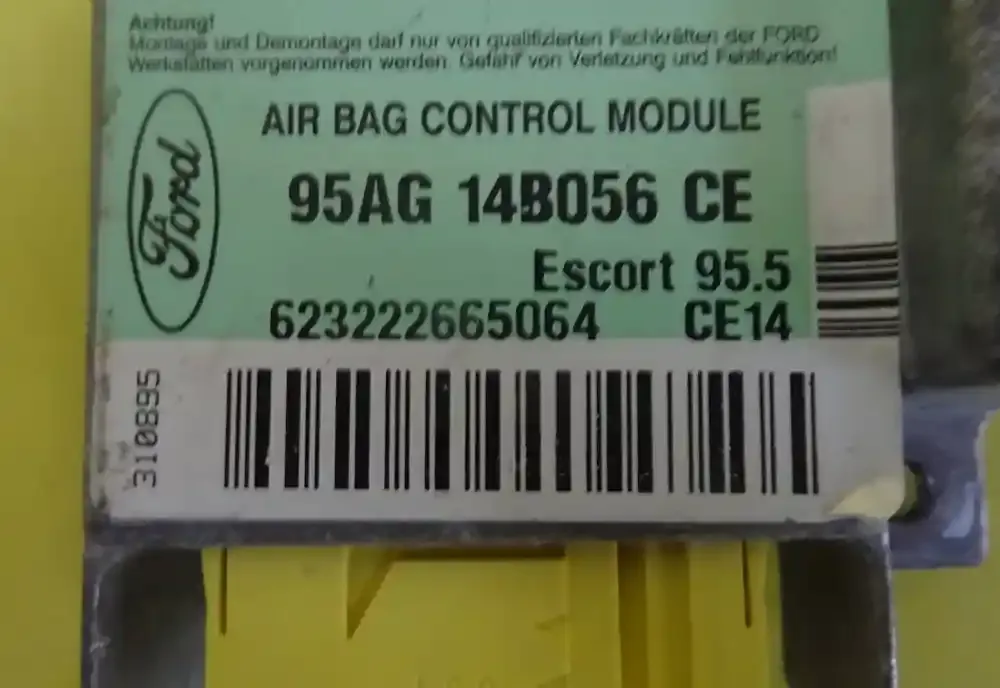 Achtung!
Montage und Demontage darf nur von qualifizierten Fachkräften der FORD
Werkstätten vorgenommen werden. Gefahr von Verletzung und Fehlfunktion!
Ford
AIR BAG CONTROL MODULE
95AG 14B056 CE
Escort 95.5
623222665064 CE14
310895